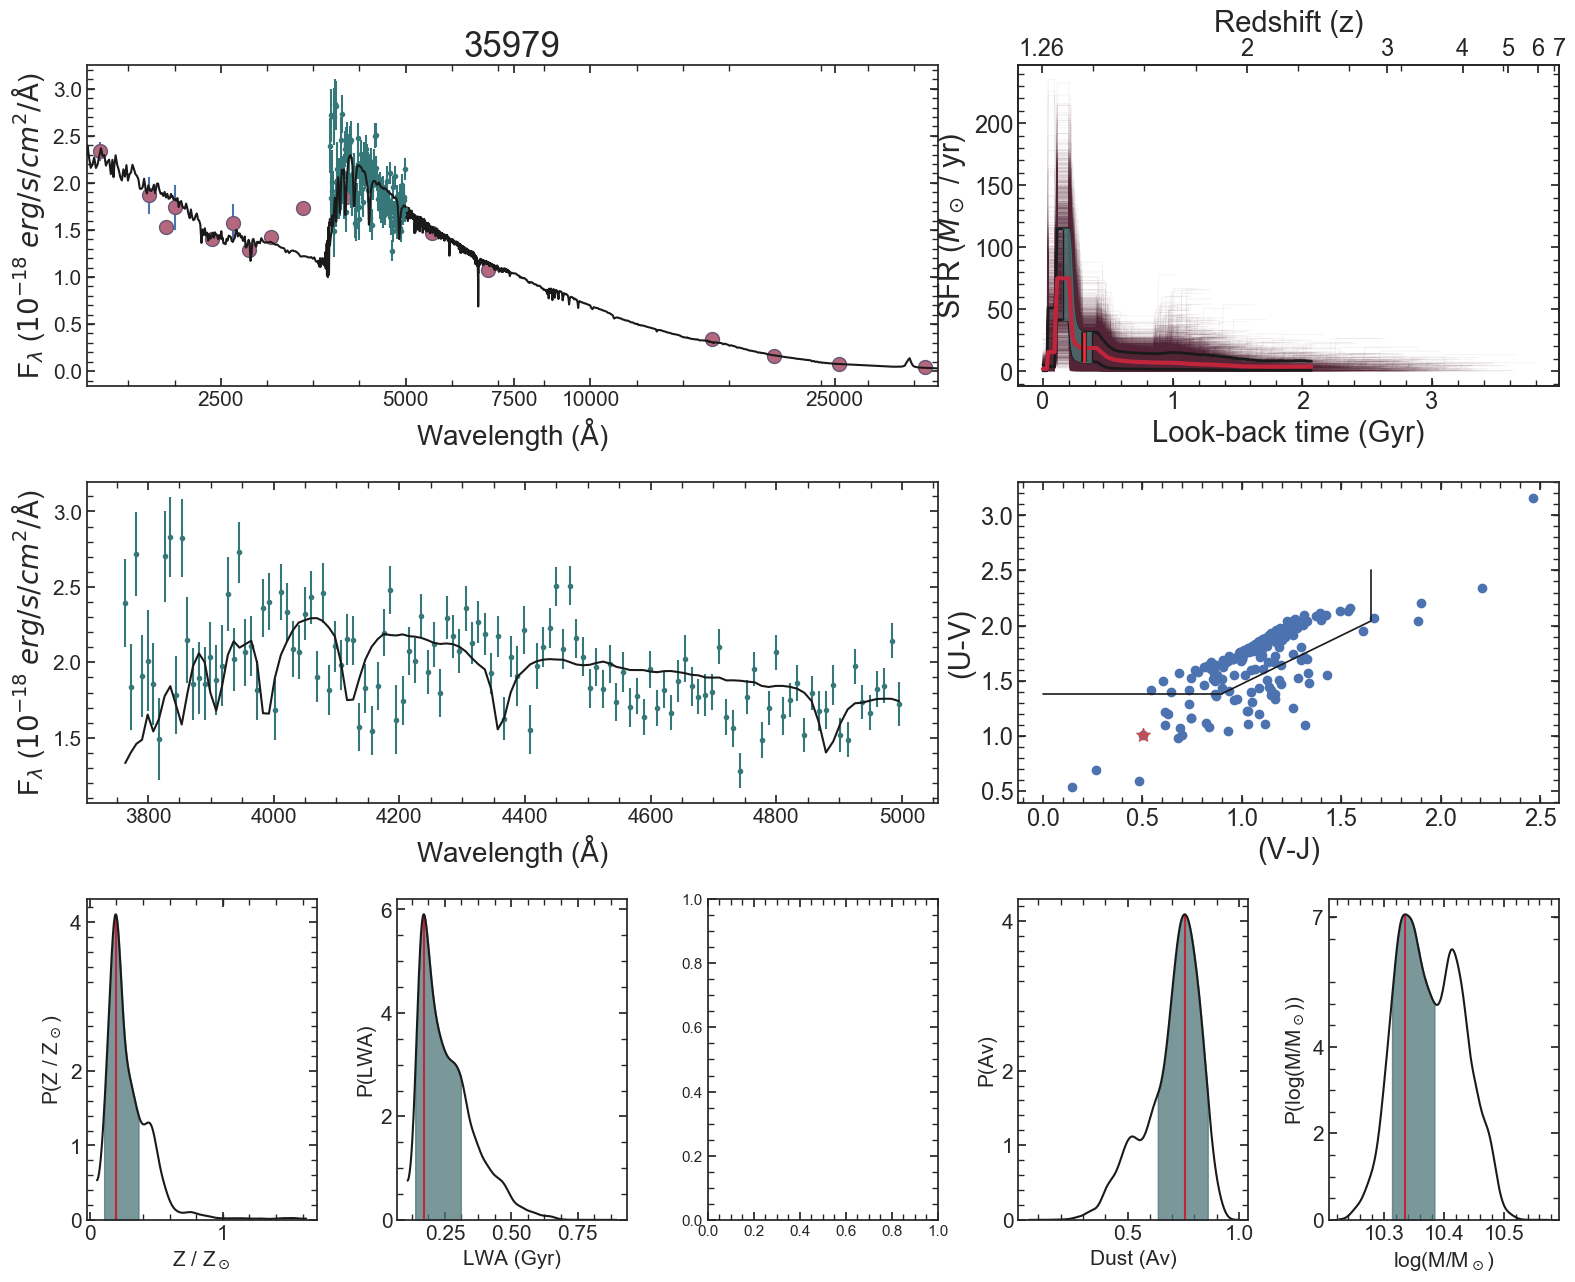 35979
3.0
2.5
2.0
1.5
1.0
0.5
0.0
F_λ (10^−18 erg/s/cm^2/Å)
2500 5000 7500 10000 25000
Wavelength (Å)
Redshift (z)
1.26 2 3 4 5 6 7
200
150
100
50
0
SFR (M_⊙ / yr)
0 1 2 3
Look-back time (Gyr)
3.0
2.5
2.0
1.5
F_λ (10^−18 erg/s/cm^2/Å)
3800 4000 4200 4400 4600 4800 5000
Wavelength (Å)
3.0
2.5
2.0
1.5
1.0
0.5
(U-V)
0.0 0.5 1.0 1.5 2.0 2.5
(V-J)
4
2
1
0
P(Z / Z_⊙)
0 1
Z / Z_⊙
6
4
2
0
P(LWA)
0.25 0.50 0.75
LWA (Gyr)
1.0
0.8
0.6
0.4
0.2
0.0
0.0 0.2 0.4 0.6 0.8 1.0
4
2
1
0
P(Av)
0.5 1.0
Dust (Av)
7
4
2
0
P(log(M/M_⊙))
10.3 10.4 10.5
log(M/M_⊙)